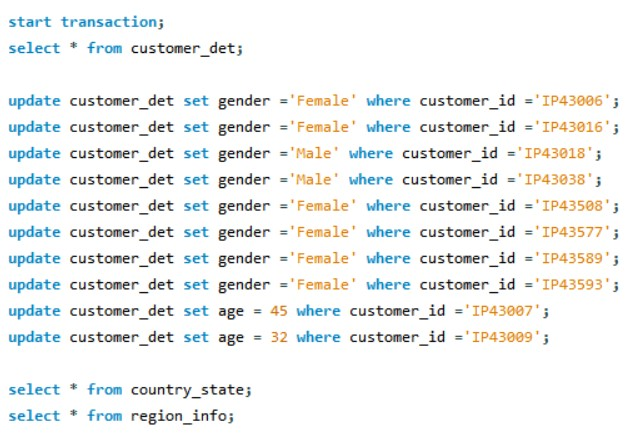 start transaction;
select * from customer_det;
update customer_det set gender ='Female' where customer_id ='IP43006';
update customer_det set gender ='Female' where customer_id ='IP43016';
update customer_det set gender ='Male' where customer_id ='IP43018';
update customer_det set gender ='Male' where customer_id ='IP43038';
update customer_det set gender ='Female' where customer_id ='IP43508';
update customer_det set gender ='Female' where customer_id ='IP43577';
update customer_det set gender ='Female' where customer_id ='IP43589';
update customer_det set gender ='Female' where customer_id ='IP43593';
update customer_det set age = 45 where customer_id ='IP43007';
update customer_det set age = 32 where customer_id ='IP43009';
select * from country_state;
select * from region_info;